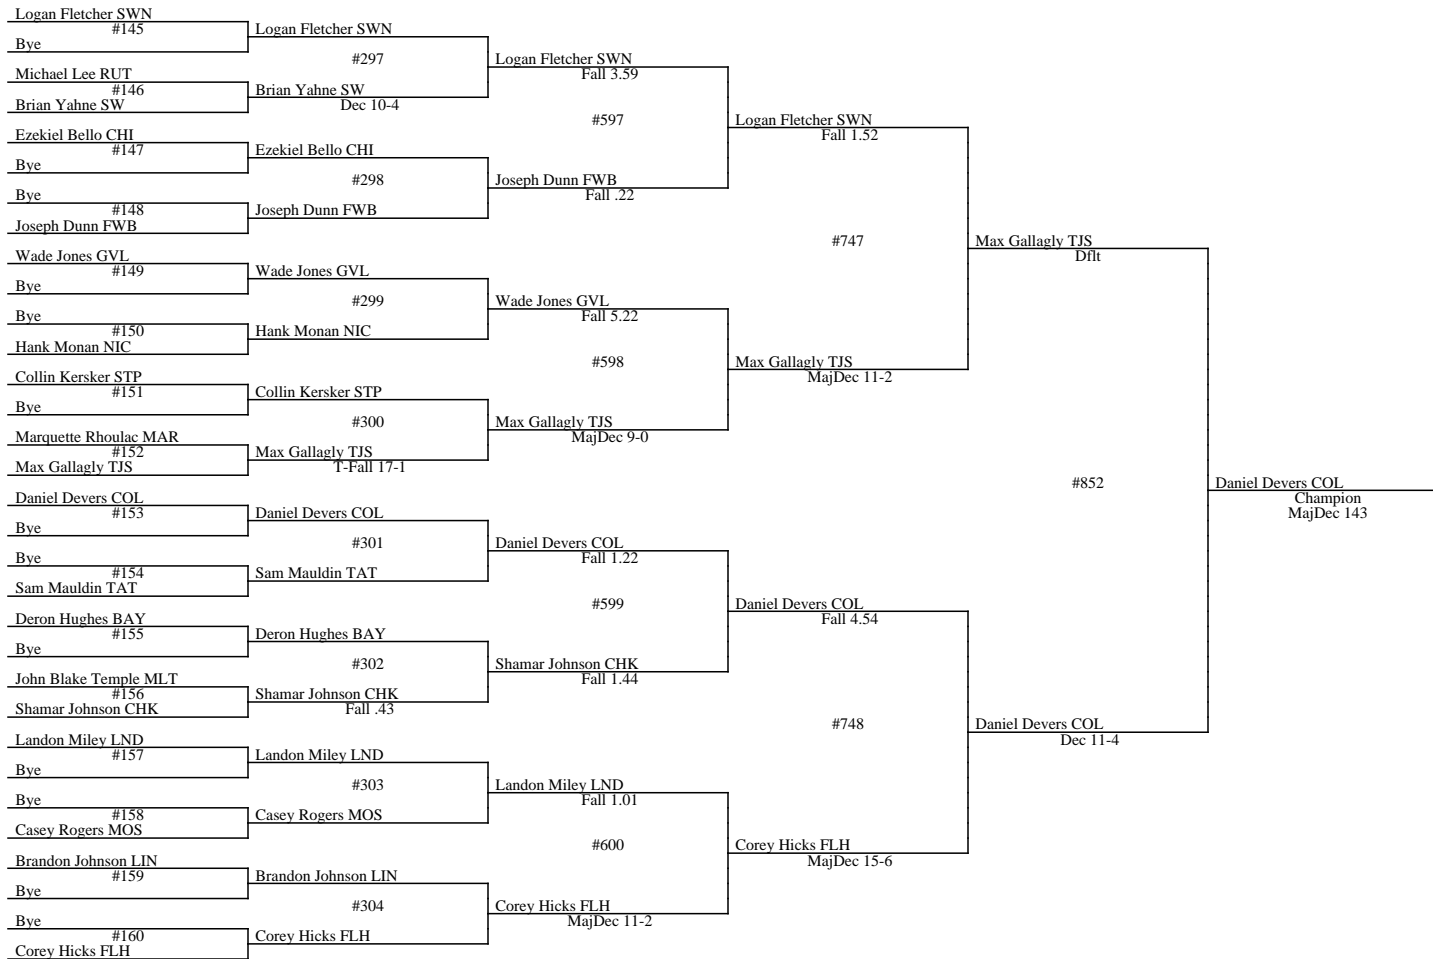 Logan Fletcher SWN
#145
Bye
Michael Lee RUT
#146
Brian Yahne SW
Ezekiel Bello CHI
#147
Bye
Bye
#148
Joseph Dunn FWB
Wade Jones GVL
#149
Bye
Bye
#150
Hank Monan NIC
Collin Kersker STP
#151
Bye
Marquette Rhoulac MAR
#152
Max Gallagly TJS
Daniel Devers COL
#153
Bye
Bye
#154
Sam Mauldin TAT
Deron Hughes BAY
#155
Bye
John Blake Temple MLT
#156
Shamar Johnson CHK
Landon Miley LND
#157
Bye
Bye
#158
Casey Rogers MOS
Brandon Johnson LIN
#159
Bye
Bye
#160
Corey Hicks FLH
Logan Fletcher SWN
#297
Brian Yahne SW
Dec 10-4
Ezekiel Bello CHI
#298
Joseph Dunn FWB
Wade Jones GVL
#299
Hank Monan NIC
Collin Kersker STP
#300
Max Gallagly TJS
T-Fall 17-1
Daniel Devers COL
#301
Sam Mauldin TAT
Deron Hughes BAY
#302
Shamar Johnson CHK
Fall .43
Landon Miley LND
#303
Casey Rogers MOS
Brandon Johnson LIN
#304
Corey Hicks FLH
Logan Fletcher SWN
Fall 3.59
#597
Joseph Dunn FWB
Fall .22
Wade Jones GVL
Fall 5.22
#598
Max Gallagly TJS
MajDec 9-0
Daniel Devers COL
Fall 1.22
#599
Shamar Johnson CHK
Fall 1.44
Landon Miley LND
Fall 1.01
#600
Corey Hicks FLH
MajDec 11-2
Logan Fletcher SWN
Fall 1.52
#747
Max Gallagly TJS
MajDec 11-2
Daniel Devers COL
Fall 4.54
#748
Corey Hicks FLH
MajDec 15-6
Max Gallagly TJS
Dflt
#852
Daniel Devers COL
Dec 11-4
Daniel Devers COL
Champion
MajDec 143